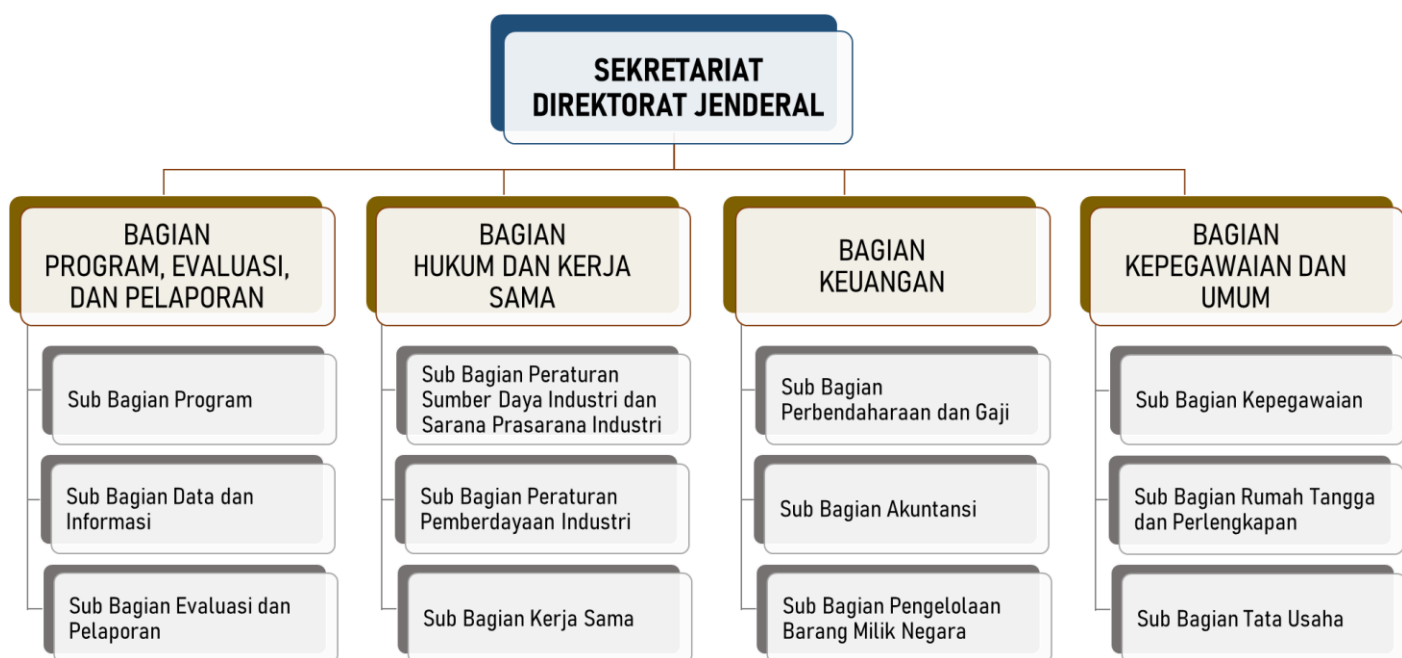 SEKRETARIAT
DIREKTORAT JENDERAL
BAGIAN
PROGRAM, EVALUASI,
DAN PELAPORAN
Sub Bagian Program
Sub Bagian Data dan
Informasi
Sub Bagian Evaluasi dan
Pelaporan
BAGIAN
HUKUM DAN KERJA
SAMA
Sub Bagian Peraturan
Sumber Daya Industri dan
Sarana Prasarana Industri
Sub Bagian Peraturan
Pemberdayaan Industri
Sub Bagian Kerja Sama
BAGIAN
KEUANGAN
Sub Bagian
Perbendaharaan dan Gaji
Sub Bagian Akuntansi
Sub Bagian Pengelolaan
Barang Milik Negara
BAGIAN
KEPEGAWAIAN DAN
UMUM
Sub Bagian Kepegawaian
Sub Bagian Rumah Tangga
dan Perlengkapan
Sub Bagian Tata Usaha